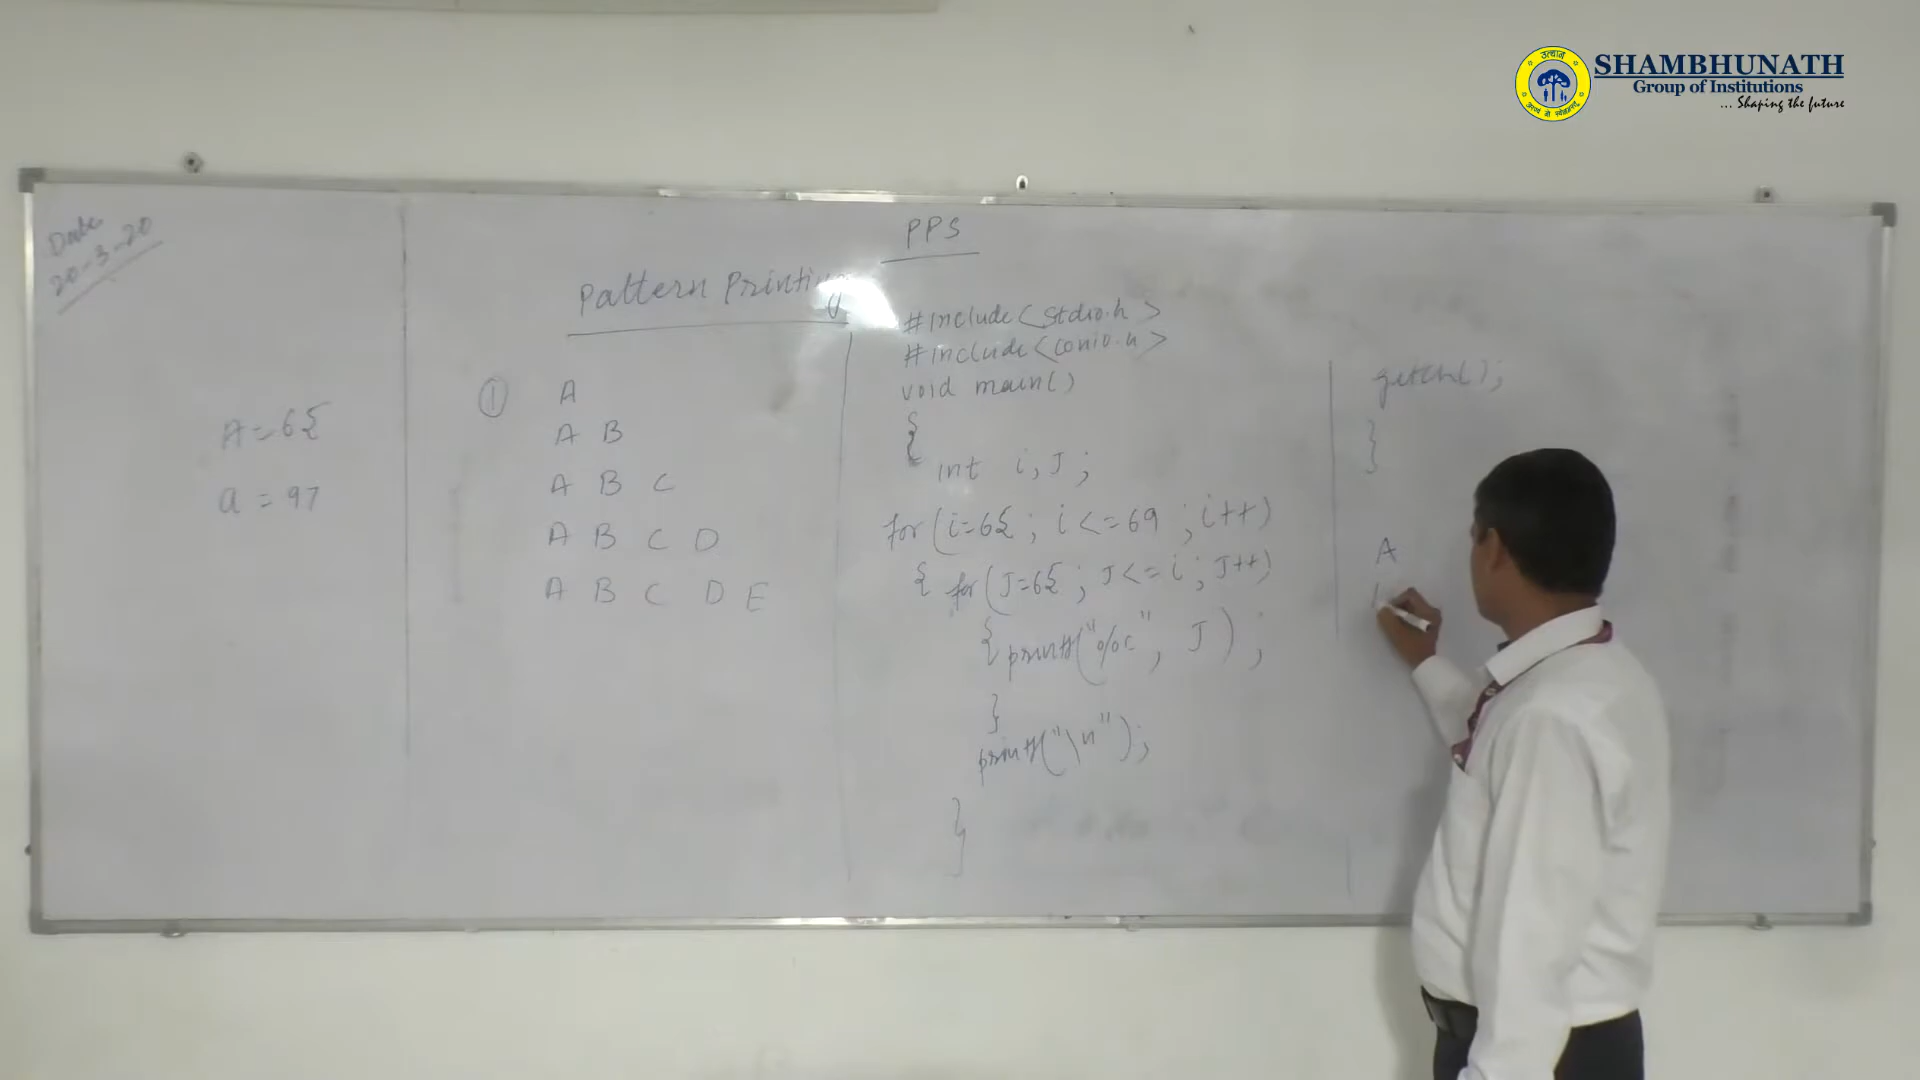 उत्थान
SHAMBHUNATH
Group of Institutions
... Shaping the future
Date
20-3-20
PPS
Pattern Printing
A = 65
a = 97
① A
A B
A B C
A B C D
A B C D E
#include<stdio.h>
#include<conio.h>
void main()
{
int i, J ;
for (i=65 ; i <= 69 ; i++)
{ for (J=65 ; J<= i ; J++)
{ printf("%c", J ) ;
}
printf("\n");
}
getch();
}
A